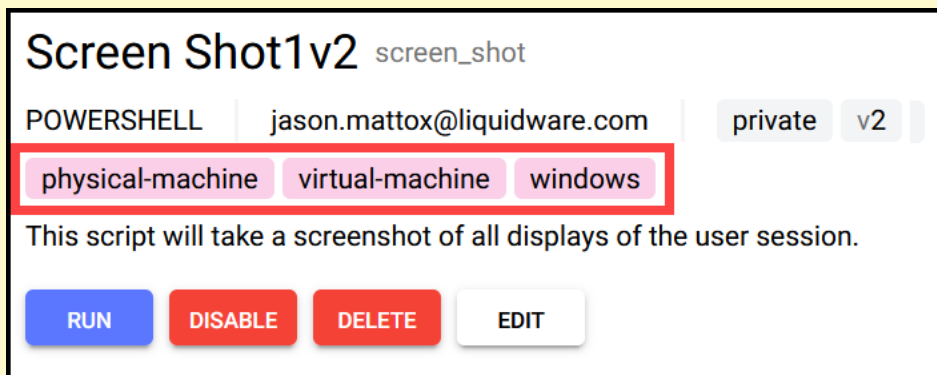 Screen Shot1v2 screen_shot
POWERSHELL jason.mattox@liquidware.com private v2
physical-machine virtual-machine windows
This script will take a screenshot of all displays of the user session.
RUN DISABLE DELETE EDIT